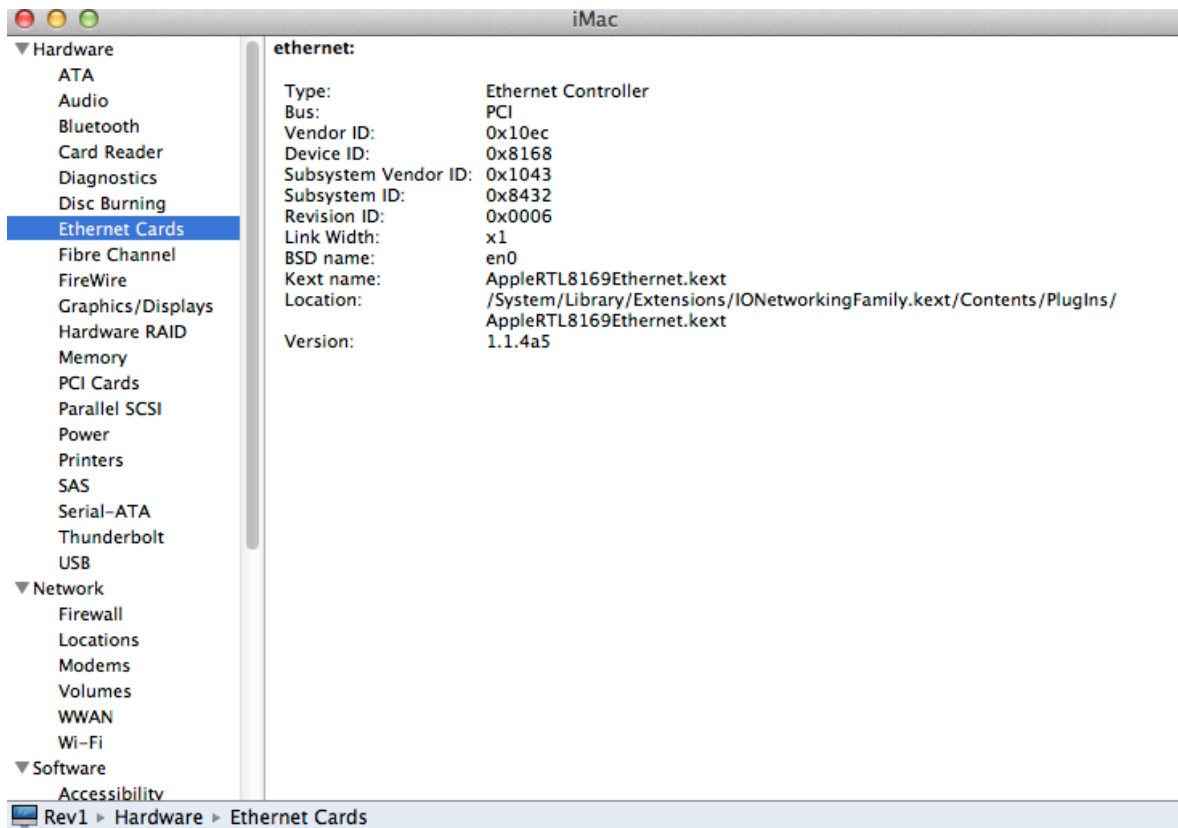 iMac
Hardware
ATA
Audio
Bluetooth
Card Reader
Diagnostics
Disc Burning
Ethernet Cards
Fibre Channel
FireWire
Graphics/Displays
Hardware RAID
Memory
PCI Cards
Parallel SCSI
Power
Printers
SAS
Serial-ATA
Thunderbolt
USB
Network
Firewall
Locations
Modems
Volumes
WWAN
Wi-Fi
Software
Accessibility
ethernet:
Type: Ethernet Controller
Bus: PCI
Vendor ID: 0x10ec
Device ID: 0x8168
Subsystem Vendor ID: 0x1043
Subsystem ID: 0x8432
Revision ID: 0x0006
Link Width: x1
BSD name: en0
Kext name: AppleRTL8169Ethernet.kext
Location: /System/Library/Extensions/IONetworkingFamily.kext/Contents/PlugIns/
AppleRTL8169Ethernet.kext
Version: 1.1.4a5
Rev1 ▸ Hardware ▸ Ethernet Cards